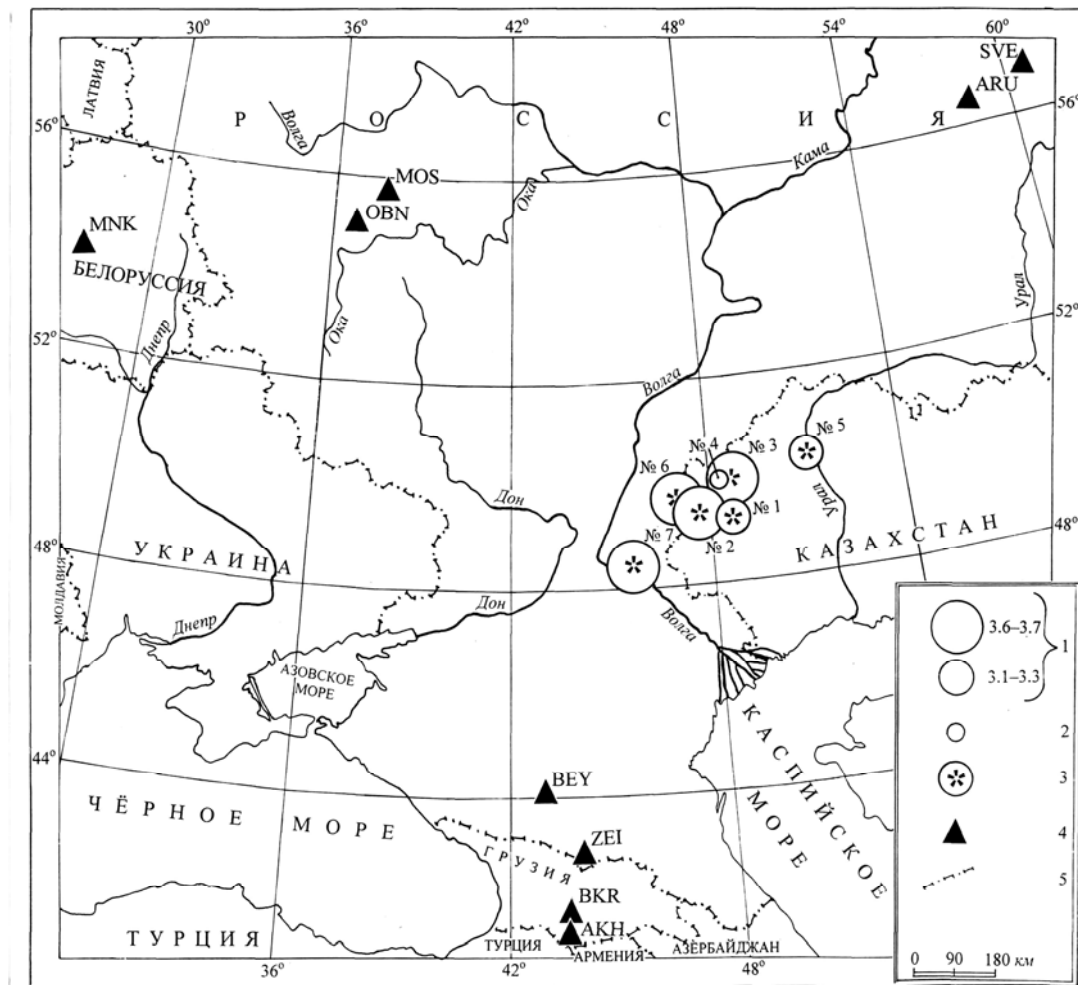 30° 36° 42° 48° 54° 60°
SVE
ARU
ЛАТВИЯ
56°
Р О С С И Я
56°
Волга
Кама
MOS
OBN
Ока
MNK
БЕЛОРУССИЯ
Урал
52°
52°
Днепр
Ока
Волга
№ 4
№ 3
№ 5
№ 6
№ 1
Дон
Урал
№ 7
№ 2
48°
48°
УКРАИНА
КАЗАХСТАН
МОЛДАВИЯ
Дон
Волга
Днепр
АЗОВСКОЕ
МОРЕ
3.6–3.7
1
3.1–3.3
2
3
4
5
0 90 180 км
44°
КАСПИЙСКОЕ
МОРЕ
BEY
ЧЁРНОЕ МОРЕ
ZEI
ГРУЗИЯ
BKR
AKH
ТУРЦИЯ
ТУРЦИЯ
АРМЕНИЯ
АЗЕРБАЙДЖАН
36° 42° 48°